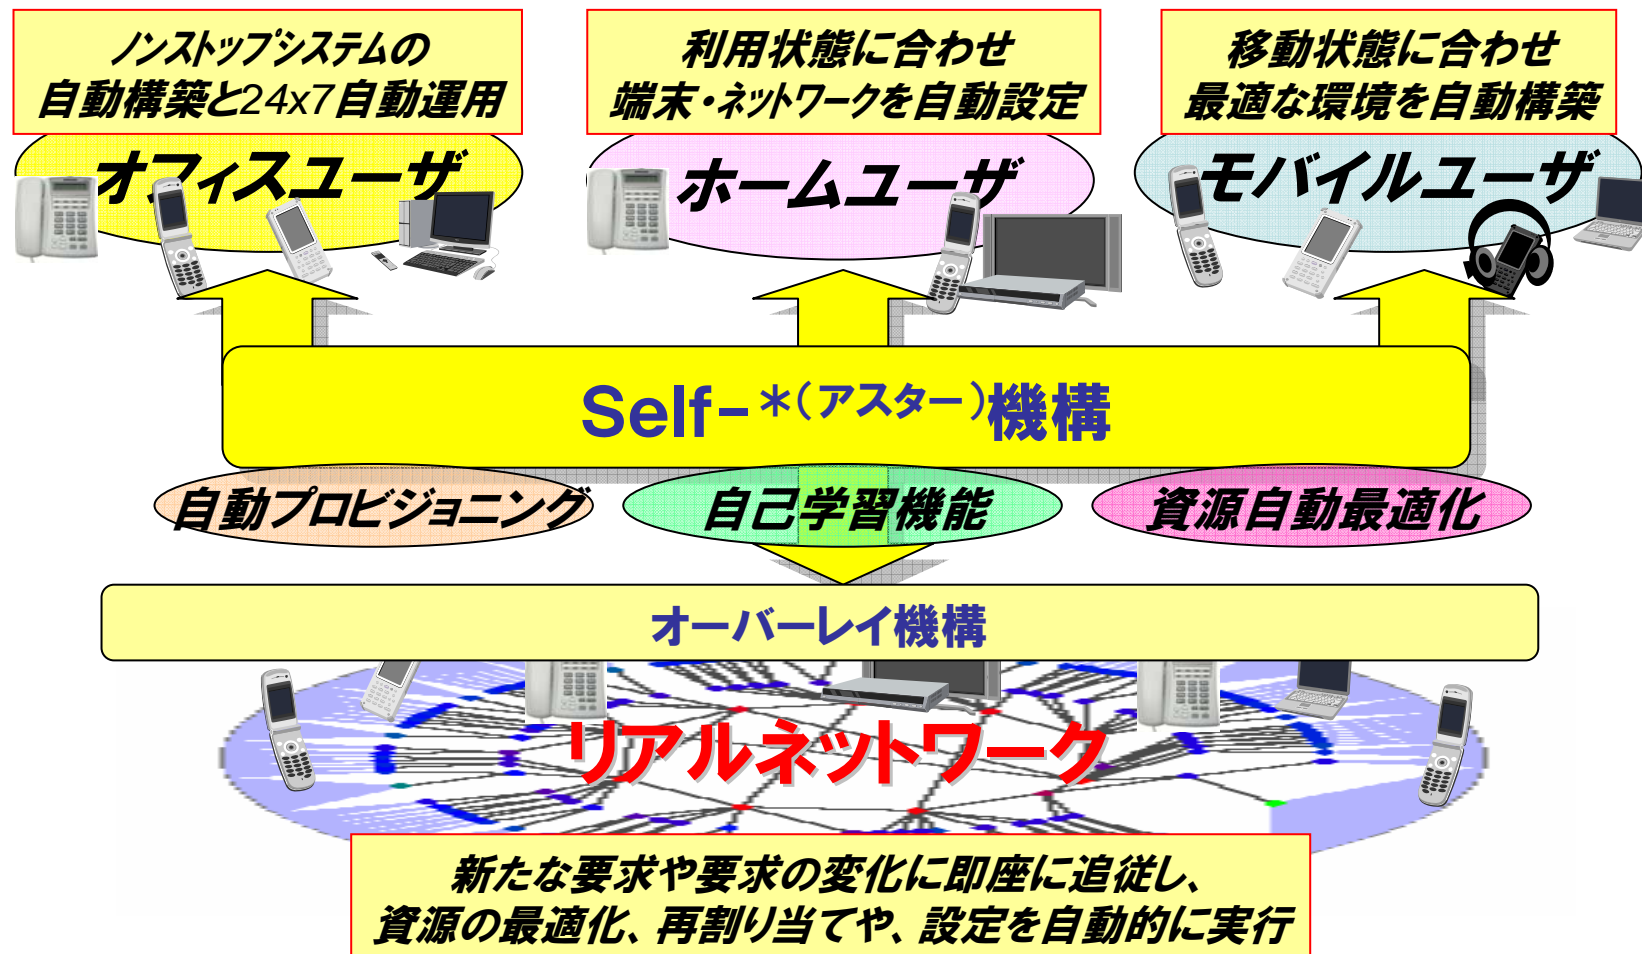 ノンストップシステムの
自動構築と24x7自動運用
利用状態に合わせ
端末・ネットワークを自動設定
移動状態に合わせ
最適な環境を自動構築
オフィスユーザ
ホームユーザ
モバイルユーザ
Self-*(アスター)機構
自動プロビジョニング
自己学習機能
資源自動最適化
オーバーレイ機構
リアルネットワーク
新たな要求や要求の変化に即座に追従し、
資源の最適化、再割り当てや、設定を自動的に実行